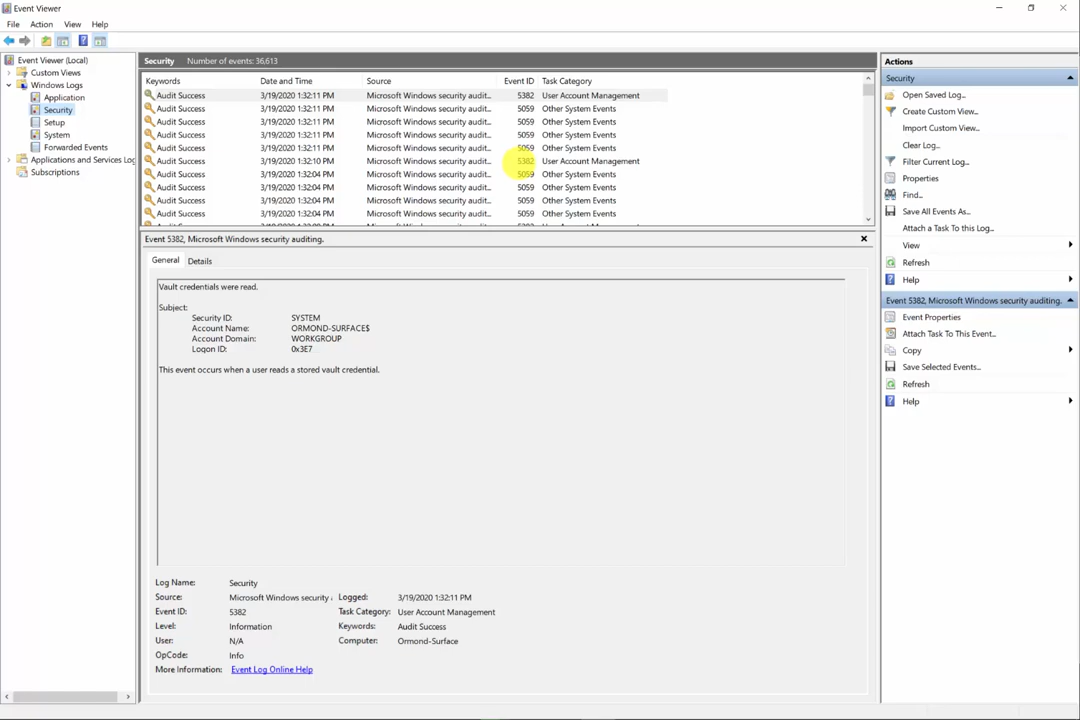 Event Viewer
File Action View Help
Event Viewer (Local)
Custom Views
Windows Logs
Application
Security
Setup
System
Forwarded Events
Applications and Services Log
Subscriptions
Security Number of events: 36,613
Keywords Date and Time Source Event ID Task Category
Audit Success 3/19/2020 1:32:11 PM Microsoft Windows security audit... 5382 User Account Management
Audit Success 3/19/2020 1:32:11 PM Microsoft Windows security audit... 5059 Other System Events
Audit Success 3/19/2020 1:32:11 PM Microsoft Windows security audit... 5059 Other System Events
Audit Success 3/19/2020 1:32:11 PM Microsoft Windows security audit... 5059 Other System Events
Audit Success 3/19/2020 1:32:11 PM Microsoft Windows security audit... 5059 Other System Events
Audit Success 3/19/2020 1:32:10 PM Microsoft Windows security audit... 5382 User Account Management
Audit Success 3/19/2020 1:32:04 PM Microsoft Windows security audit... 5059 Other System Events
Audit Success 3/19/2020 1:32:04 PM Microsoft Windows security audit... 5059 Other System Events
Audit Success 3/19/2020 1:32:04 PM Microsoft Windows security audit... 5059 Other System Events
Audit Success 3/19/2020 1:32:04 PM Microsoft Windows security audit... 5059 Other System Events
Event 5382, Microsoft Windows security auditing.
General Details
Vault credentials were read.
Subject:
Security ID: SYSTEM
Account Name: ORMOND-SURFACE$
Account Domain: WORKGROUP
Logon ID: 0x3E7
This event occurs when a user reads a stored vault credential.
Log Name: Security
Source: Microsoft Windows security Logged: 3/19/2020 1:32:11 PM
Event ID: 5382 Task Category: User Account Management
Level: Information Keywords: Audit Success
User: N/A Computer: Ormond-Surface
OpCode: Info
More Information: Event Log Online Help
Actions
Security
Open Saved Log...
Create Custom View...
Import Custom View...
Clear Log...
Filter Current Log...
Properties
Find...
Save All Events As...
Attach a Task To this Log...
View
Refresh
Help
Event 5382, Microsoft Windows security auditing.
Event Properties
Attach Task To This Event...
Copy
Save Selected Events...
Refresh
Help